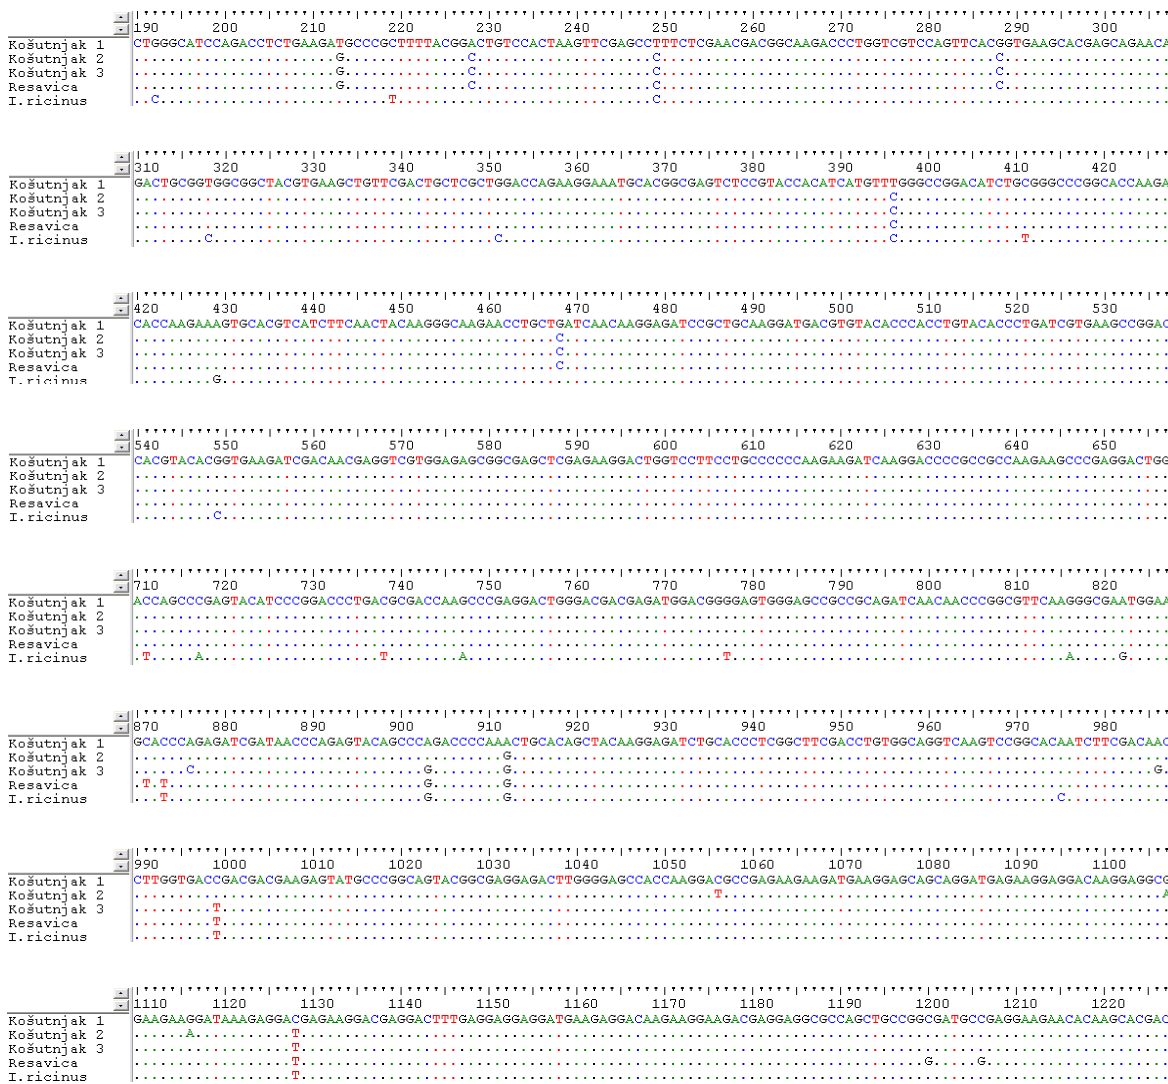 190 200 210 220 230 240 250 260 270 280 290 300
Košutnjak 1 CTGGGCATCCAGACCTCTGAAGATGCCCGCTTTTACGGACTGTCCACTAAGTTCGAGCCTTTCTCGAACGACGGCAAGACCCTGGTCGTCCAGTTCACGGTGAAGCACGAGCAGAACA
Košutnjak 2 G C C C
Košutnjak 3 G C C C
Resavica G C C C
I.ricinus C T C
310 320 330 340 350 360 370 380 390 400 410 420
Košutnjak 1 GACTGCGGTGGCGGCTACGTGAAGCTGTTCGACTGCTCGCTGGACCAGAAGGAAATGCACGGCGAGTCTCCGTACCACATCATGTTTGGGCCGGACATCTGCGGGCCCGGCACCAAGA
Košutnjak 2 C
Košutnjak 3 C
Resavica C
I.ricinus C C C T
420 430 440 450 460 470 480 490 500 510 520 530
Košutnjak 1 CACCAAGAAAGTGCACGTCATCTTCAACTACAAGGGCAAGAACCTGCTGATCAACAAGGAGATCCGCTGCAAGGATGACGTGTACACCCACCTGTACACCCTGATCGTGAAGCCGGAC
Košutnjak 2 C
Košutnjak 3 C
Resavica C
I.ricinus G
540 550 560 570 580 590 600 610 620 630 640 650
Košutnjak 1 CACGTACACGGTGAAGATCGACAACGAGGTCGTGGAGAGCGGCGAGCTCGAGAAGGACTGGTCCTTCCTGCCCCCCAAGAAGATCAAGGACCCCGCCGCCAAGAAGCCCGAGGACTGG
Košutnjak 2
Košutnjak 3
Resavica
I.ricinus C
710 720 730 740 750 760 770 780 790 800 810 820
Košutnjak 1 ACCAGCCCGAGTACATCCCGGACCCTGACGCGACCAAGCCCGAGGACTGGGACGACGAGATGGACGGGGAGTGGGAGCCGCCGCAGATCAACAACCCGGCGTTCAAGGGCGAATGGAA
Košutnjak 2
Košutnjak 3
Resavica
I.ricinus T A T A T A G
870 880 890 900 910 920 930 940 950 960 970 980
Košutnjak 1 GCACCCAGAGATCGATAACCCAGAGTACAGCCCAGACCCCAAACTGCACAGCTACAAGGAGATCTGCACCCTCGGCTTCGACCTGTGGCAGGTCAAGTCCGGCACAATCTTCGACAAC
Košutnjak 2 G
Košutnjak 3 C G G G
Resavica T T G G
I.ricinus T G G C
990 1000 1010 1020 1030 1040 1050 1060 1070 1080 1090 1100
Košutnjak 1 CTTGGTGACCGACGACGAAGAGTATGCCCGGCAGTACGGCGAGGAGACTTGGGGAGCCACCAAGGACGCCGAGAAGAAGATGAAGGAGCAGCAGGATGAGAAGGAGGACAAGGAGGCG
Košutnjak 2 T A
Košutnjak 3 T
Resavica T
I.ricinus T
1110 1120 1130 1140 1150 1160 1170 1180 1190 1200 1210 1220
Košutnjak 1 GAAGAAGGATAAAGAGGACGAGAAGGACGAGGACTTTGAGGAGGAGGATGAAGAGGACAAGAAGGAAGACGAGGAGGCGCCAGCTGCCGGCGATGCCGAGGAAGAACACAAGCACGAC
Košutnjak 2 A T
Košutnjak 3 T
Resavica T G G
I.ricinus T